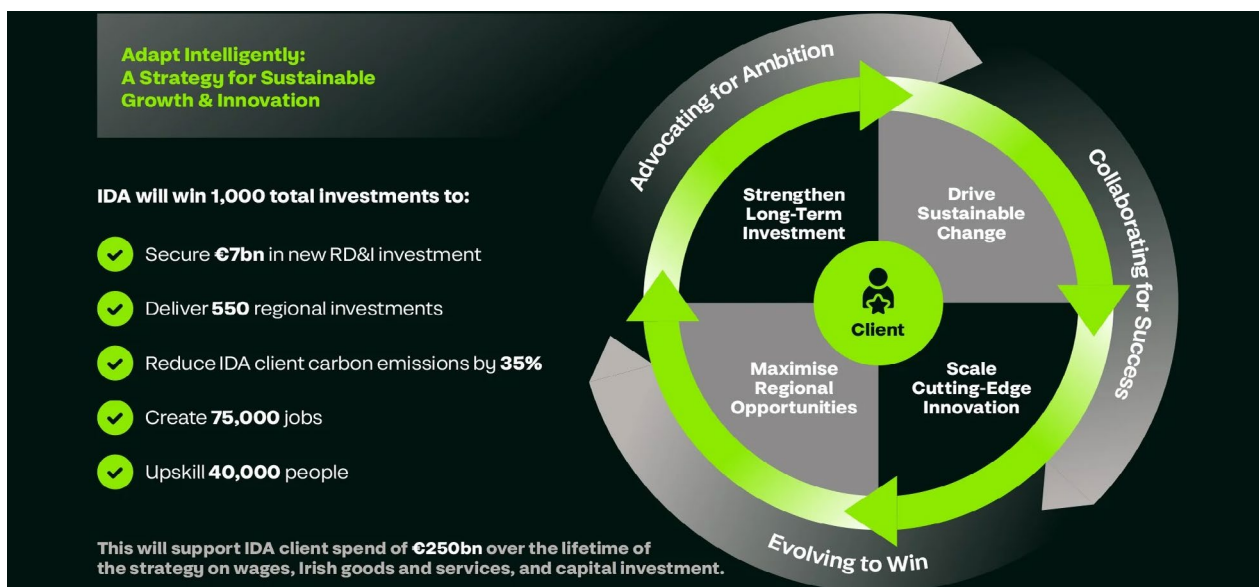 Adapt Intelligently:
A Strategy for Sustainable
Growth & Innovation
IDA will win 1,000 total investments to:
Secure €7bn in new RD&I investment
Deliver 550 regional investments
Reduce IDA client carbon emissions by 35%
Create 75,000 jobs
Upskill 40,000 people
This will support IDA client spend of €250bn over the lifetime of
the strategy on wages, Irish goods and services, and capital investment.
Advocating for Ambition
Collaborating for Success
Evolving to Win
Strengthen
Long-Term
Investment
Drive
Sustainable
Change
Client
Maximise
Regional
Opportunities
Scale
Cutting-Edge
Innovation